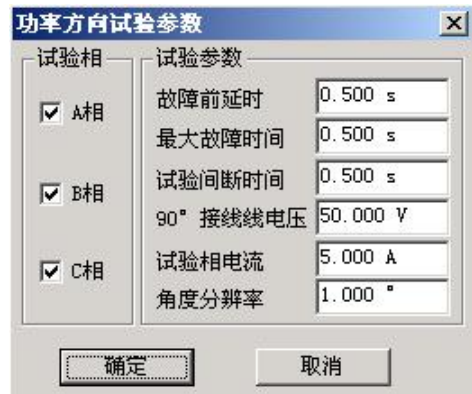 功率方向试验参数
试验相
A相
B相
C相
试验参数
故障前延时 0.500 s
最大故障时间 0.500 s
试验间断时间 0.500 s
90° 接线线电压 50.000 V
试验相电流 5.000 A
角度分辨率 1.000 °
确定 取消